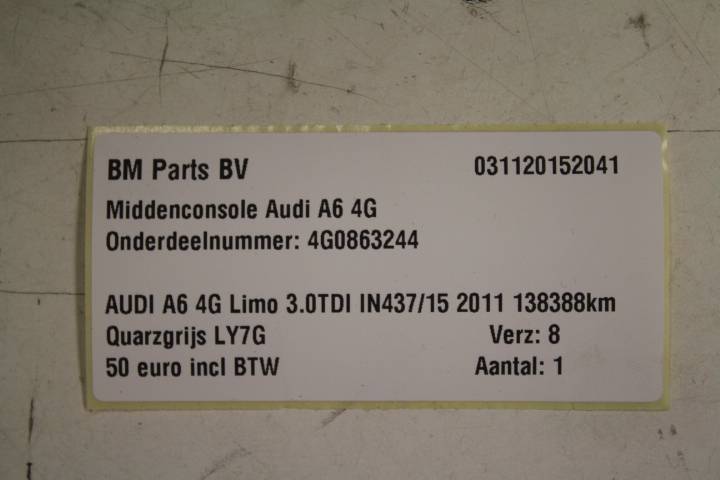 BM Parts BV 031120152041
Middenconsole Audi A6 4G
Onderdeelnummer: 4G0863244
AUDI A6 4G Limo 3.0TDI IN437/15 2011 138388km
Quarzgrijs LY7G Verz: 8
50 euro incl BTW Aantal: 1